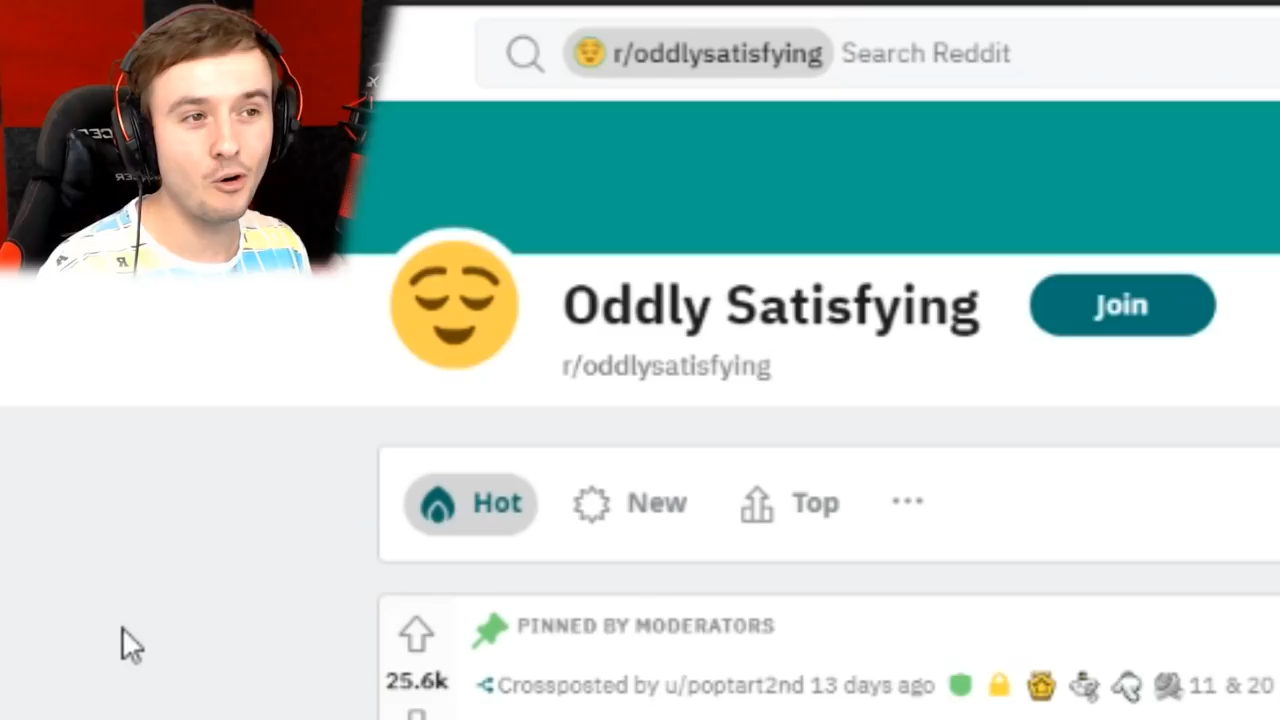 r/oddlysatisfying Search Reddit
Oddly Satisfying
Join
r/oddlysatisfying
Hot New Top
PINNED BY MODERATORS
25.6k
Crossposted by u/poptart2nd 13 days ago 11 & 20